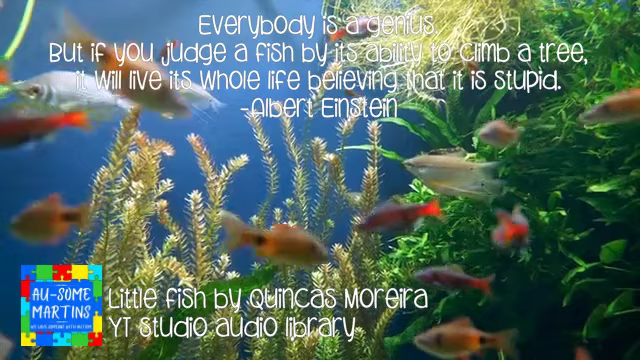 Everybody is a genius.
But if you judge a fish by its ability to climb a tree,
it will live its whole life believing that it is stupid.
-Albert Einstein
AU-SOME
MARTINS
Little fish by Quincas Moreira
YT Studio audio library